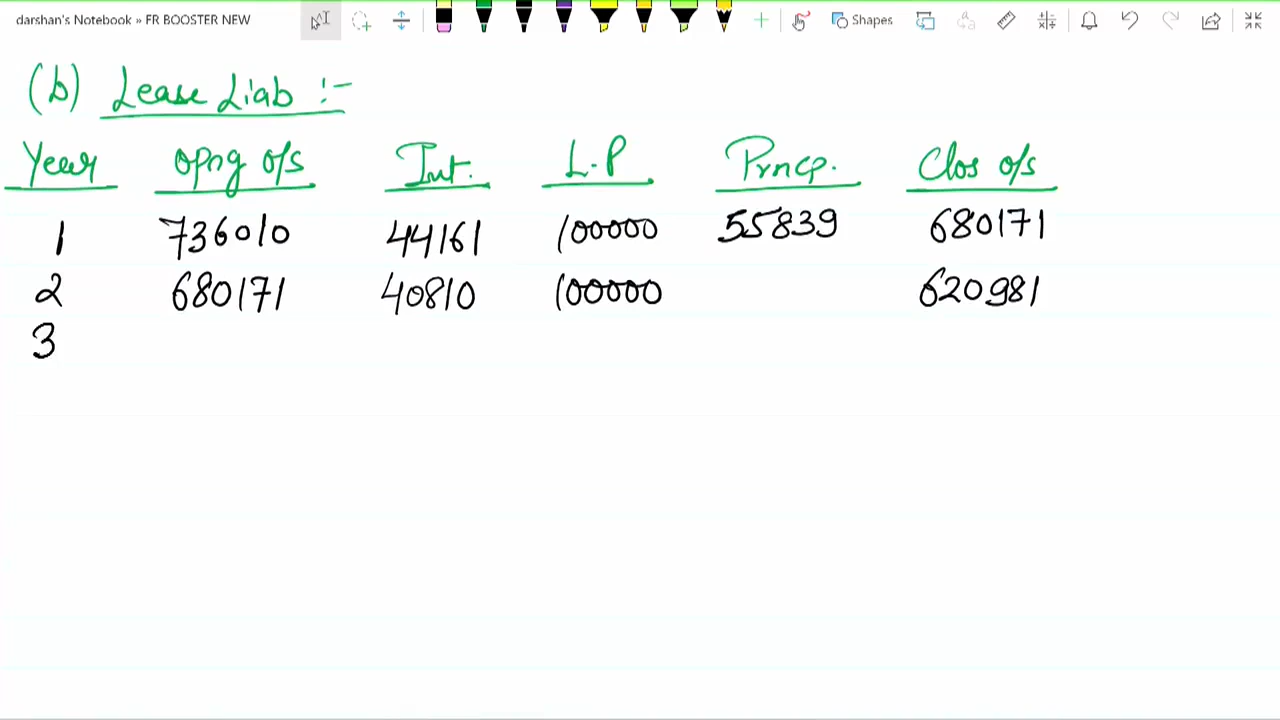 darshan's Notebook » FR BOOSTER NEW Shapes
(b) Lease Liab :-
Year Opng o/s Int. L.P Prncp. Clos o/s
1 736010 44161 100000 55839 680171
2 680171 40810 100000 620981
3